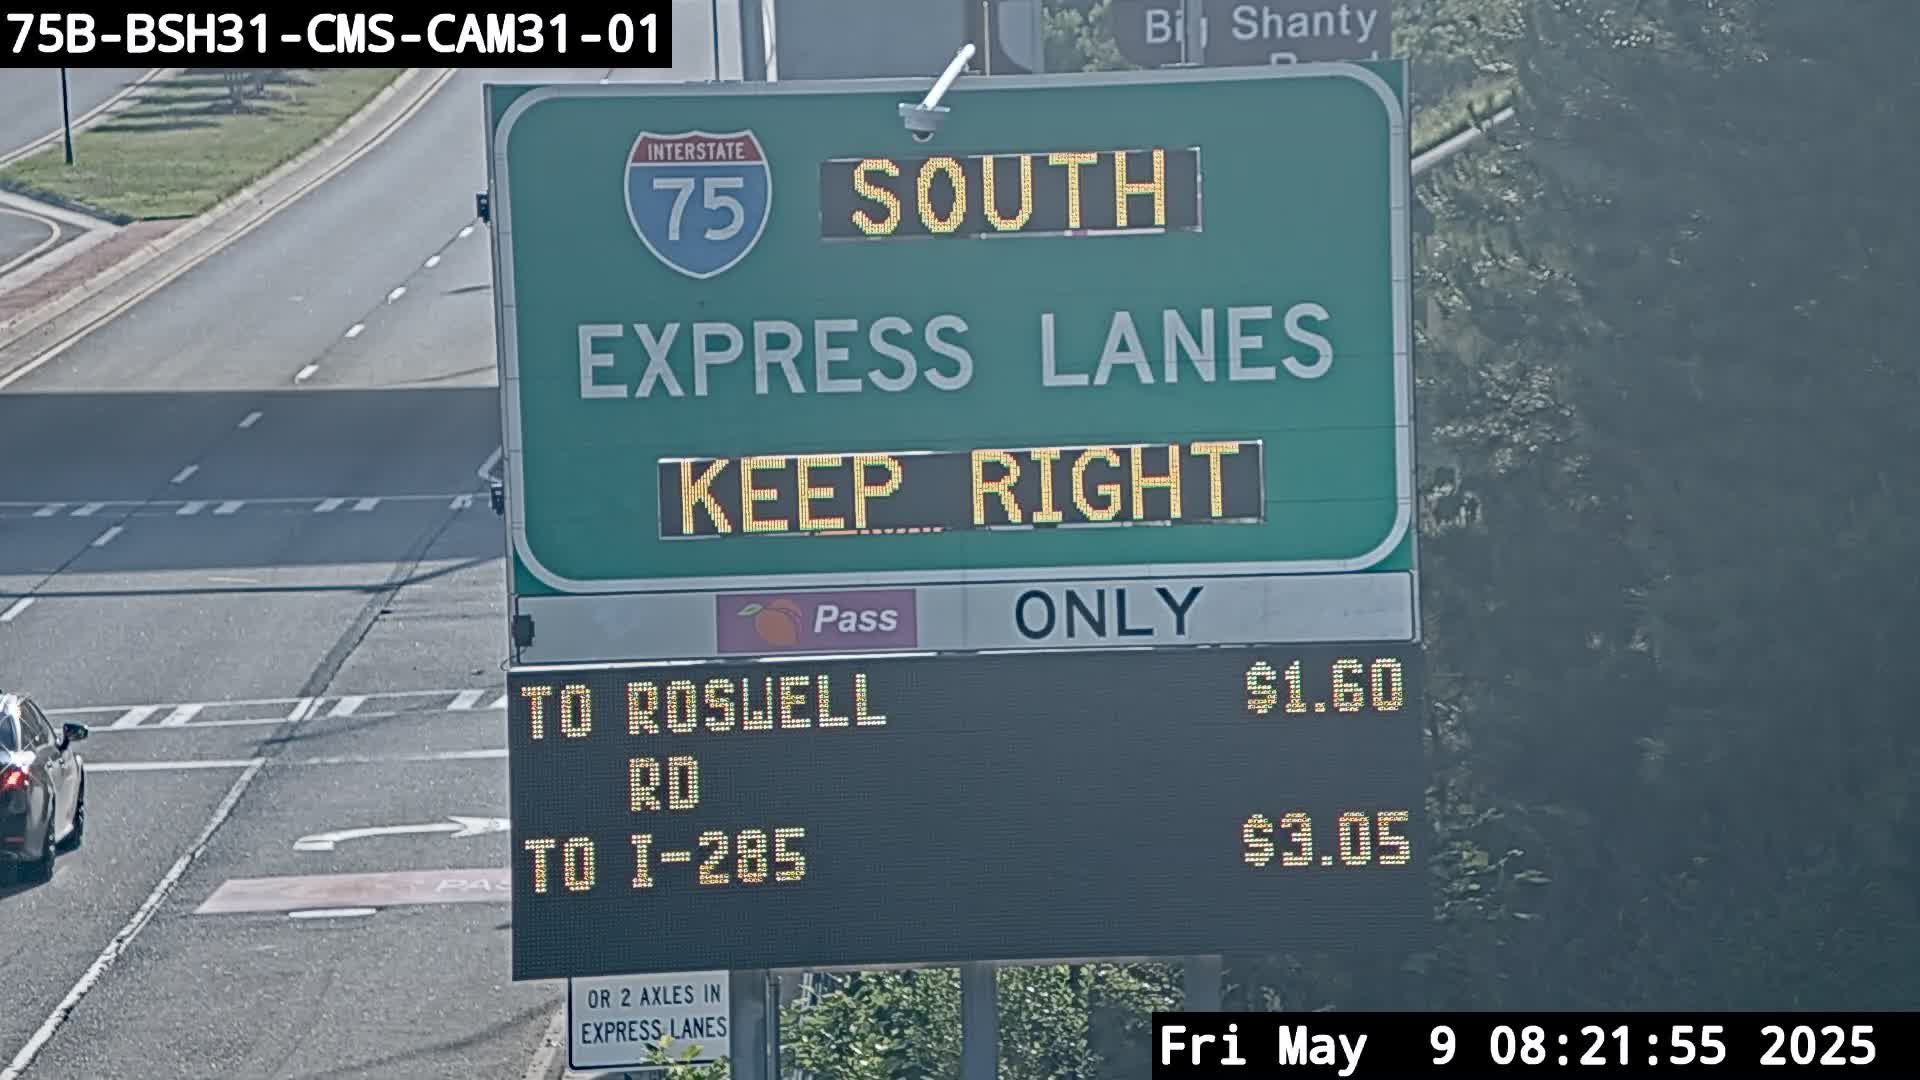 75B-BSH31-CMS-CAM31-01
Big Shanty
INTERSTATE
75
SOUTH
EXPRESS LANES
KEEP RIGHT
Pass
ONLY
TO ROSWELL $1.60
RD
TO I-285 $3.05
OR 2 AXLES IN
EXPRESS LANES
Fri May 9 08:21:55 2025